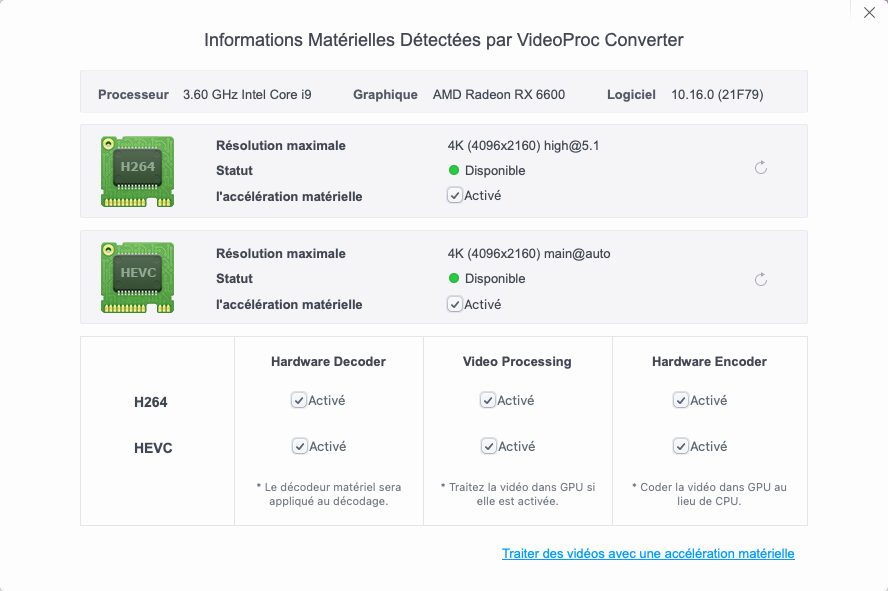 Informations Matérielles Détectées par VideoProc Converter
Processeur 3.60 GHz Intel Core i9 Graphique AMD Radeon RX 6600 Logiciel 10.16.0 (21F79)
H264
Résolution maximale 4K (4096x2160) high@5.1
Statut Disponible
l'accélération matérielle Activé
HEVC
Résolution maximale 4K (4096x2160) main@auto
Statut Disponible
l'accélération matérielle Activé
Hardware Decoder Video Processing Hardware Encoder
H264 Activé Activé Activé
HEVC Activé Activé Activé
* Le décodeur matériel sera
appliqué au décodage.
* Traitez la vidéo dans GPU si
elle est activée.
* Coder la vidéo dans GPU au
lieu de CPU.
Traiter des vidéos avec une accélération matérielle